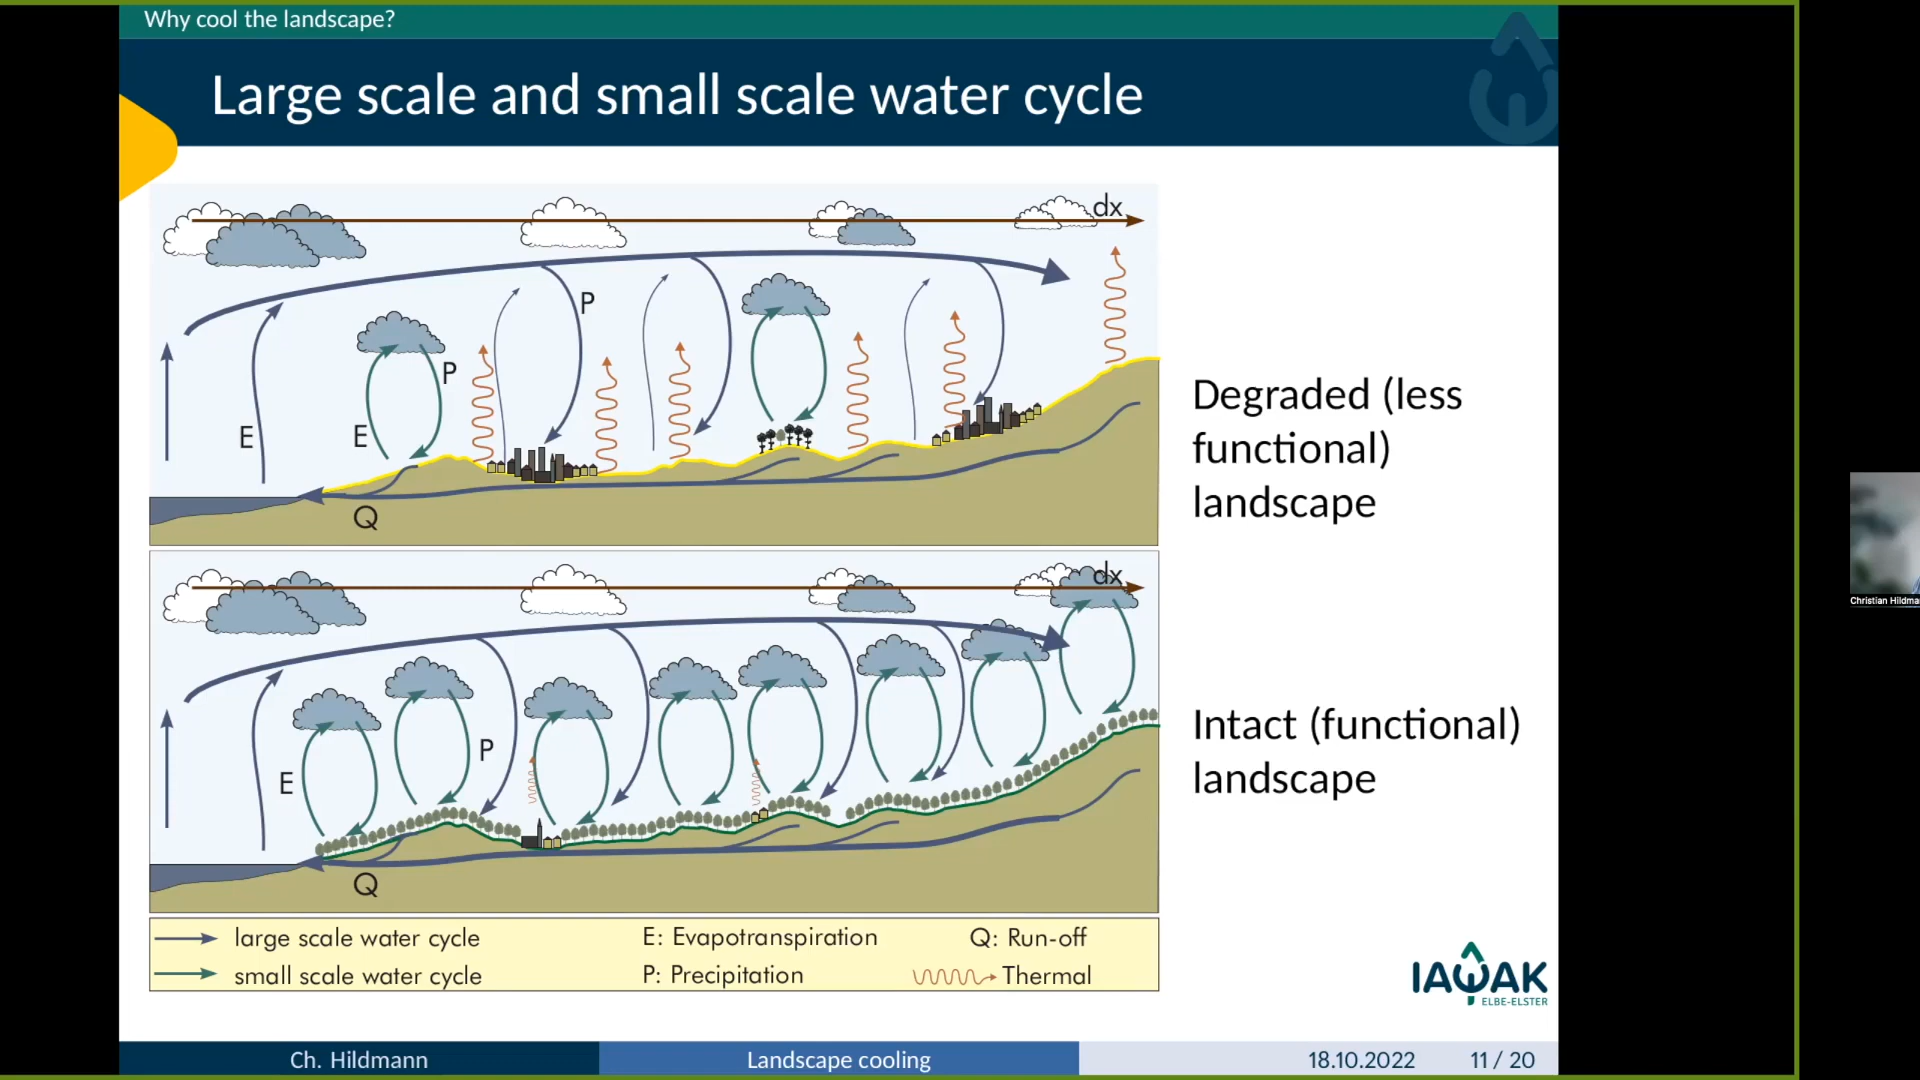 Why cool the landscape?
Large scale and small scale water cycle
dx
P
P
E
E
Q
Degraded (less
functional)
landscape
dx
P
E
Q
Intact (functional)
landscape
large scale water cycle
E: Evapotranspiration
Q: Run-off
small scale water cycle
P: Precipitation
Thermal
IAWAK
ELBE-ELSTER
Ch. Hildmann
Landscape cooling
18.10.2022
11 / 20
Christian Hildma